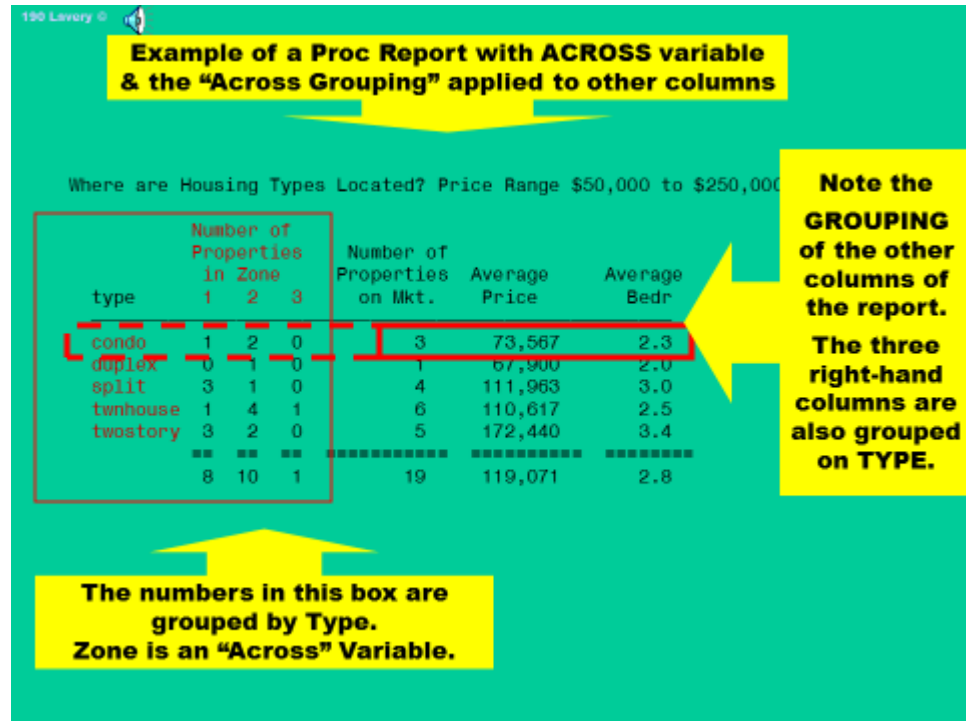 190 Lavery ©
Example of a Proc Report with ACROSS variable
& the “Across Grouping” applied to other columns
Where are Housing Types Located? Price Range $50,000 to $250,000
Number of
Properties Number of
in Zone Properties Average Average
type 1 2 3 on Mkt. Price Bedr
condo 1 2 0 3 73,567 2.3
duplex 0 1 0 1 67,900 2.0
split 3 1 0 4 111,963 3.0
twnhouse 1 4 1 6 110,617 2.5
twostory 3 2 0 5 172,440 3.4
== == == =========== ========== ========
8 10 1 19 119,071 2.8
Note the
GROUPING
of the other
columns of
the report.
The three
right-hand
columns are
also grouped
on TYPE.
The numbers in this box are
grouped by Type.
Zone is an “Across” Variable.